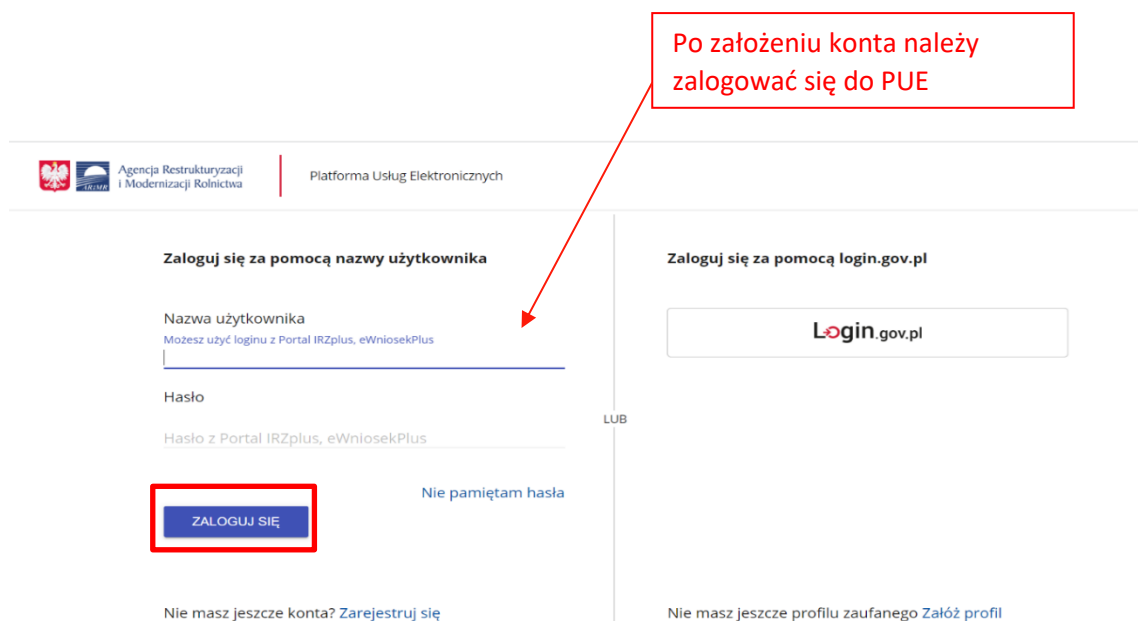 Po założeniu konta należy
zalogować się do PUE
Agencja Restrukturyzacji
i Modernizacji Rolnictwa
ARiMR
Platforma Usług Elektronicznych
Zaloguj się za pomocą nazwy użytkownika
Nazwa użytkownika
Możesz użyć loginu z Portal IRZplus, eWniosekPlus
Hasło
Hasło z Portal IRZplus, eWniosekPlus
Nie pamiętam hasła
ZALOGUJ SIĘ
Nie masz jeszcze konta? Zarejestruj się
LUB
Zaloguj się za pomocą login.gov.pl
Login.gov.pl
Nie masz jeszcze profilu zaufanego Załóż profil